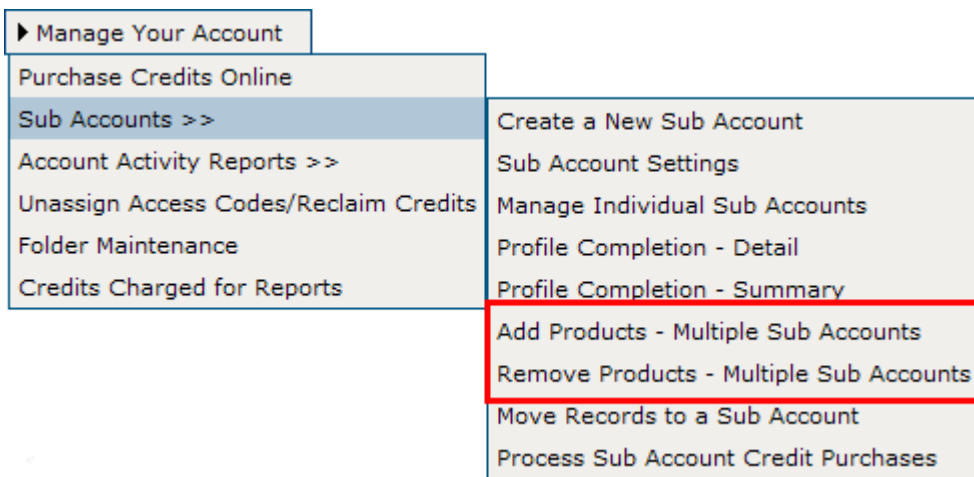 Manage Your Account
Purchase Credits Online
Sub Accounts >>
Account Activity Reports >>
Unassign Access Codes/Reclaim Credits
Folder Maintenance
Credits Charged for Reports
Create a New Sub Account
Sub Account Settings
Manage Individual Sub Accounts
Profile Completion - Detail
Profile Completion - Summary
Add Products - Multiple Sub Accounts
Remove Products - Multiple Sub Accounts
Move Records to a Sub Account
Process Sub Account Credit Purchases